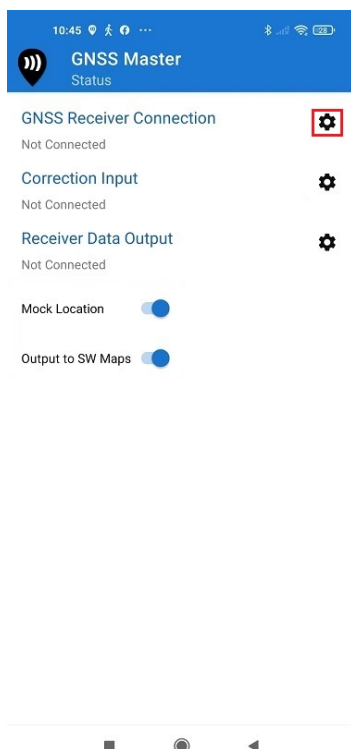 10:45
28
GNSS Master
Status
GNSS Receiver Connection
Not Connected
Correction Input
Not Connected
Receiver Data Output
Not Connected
Mock Location
Output to SW Maps